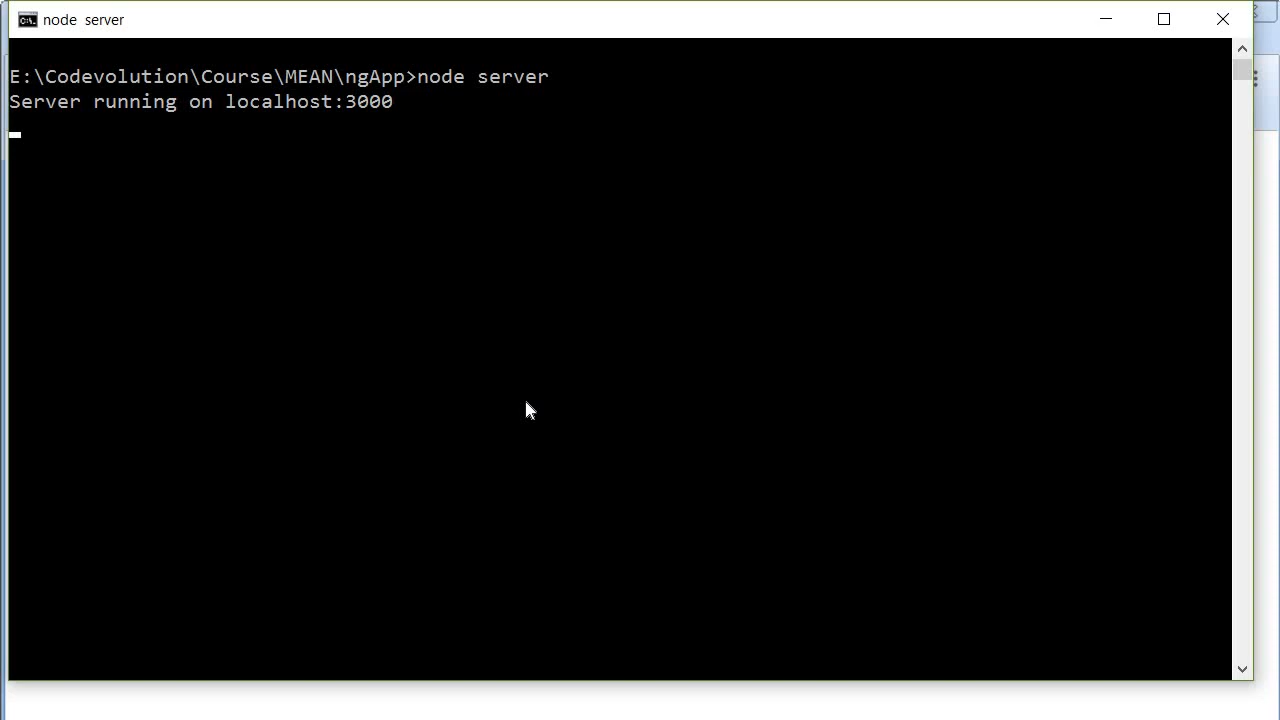 node  server
E:\Codevolution\Course\MEAN\ngApp>node server
Server running on localhost:3000